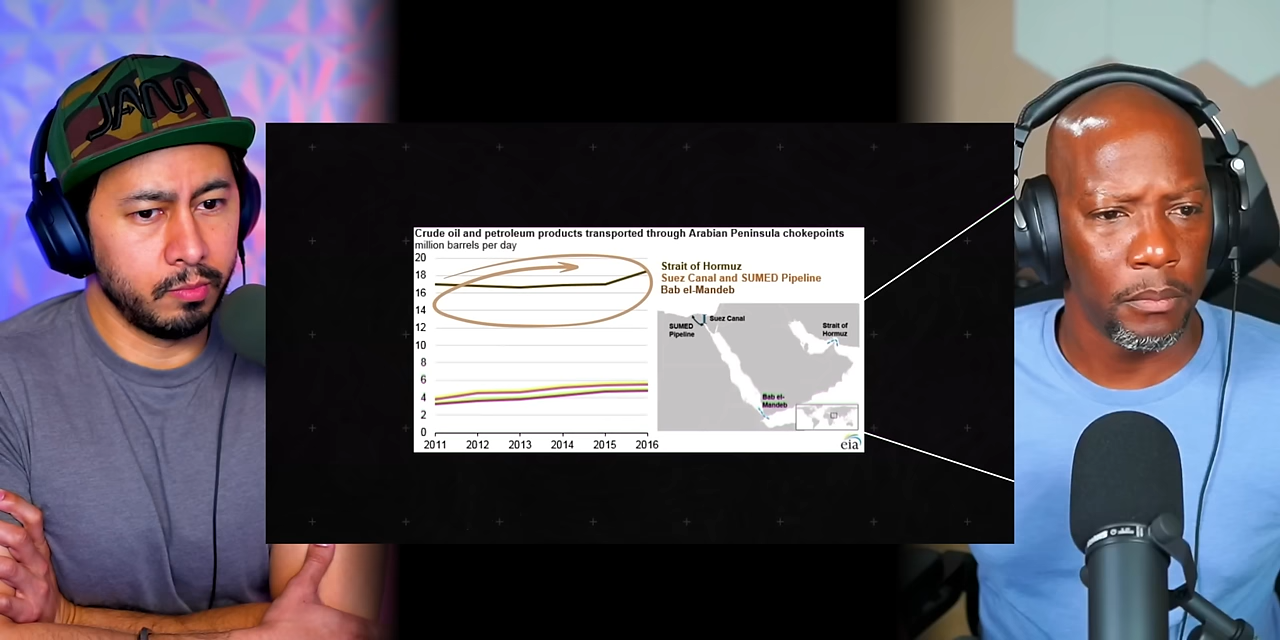 JAM
Crude oil and petroleum products transported through Arabian Peninsula chokepoints
million barrels per day
20
18
16
14
12
10
8
6
4
2
0
2011 2012 2013 2014 2015 2016
Strait of Hormuz
Suez Canal and SUMED Pipeline
Bab el-Mandeb
SUMED
Pipeline
Suez Canal
Strait of
Hormuz
Bab el-
Mandeb
eia